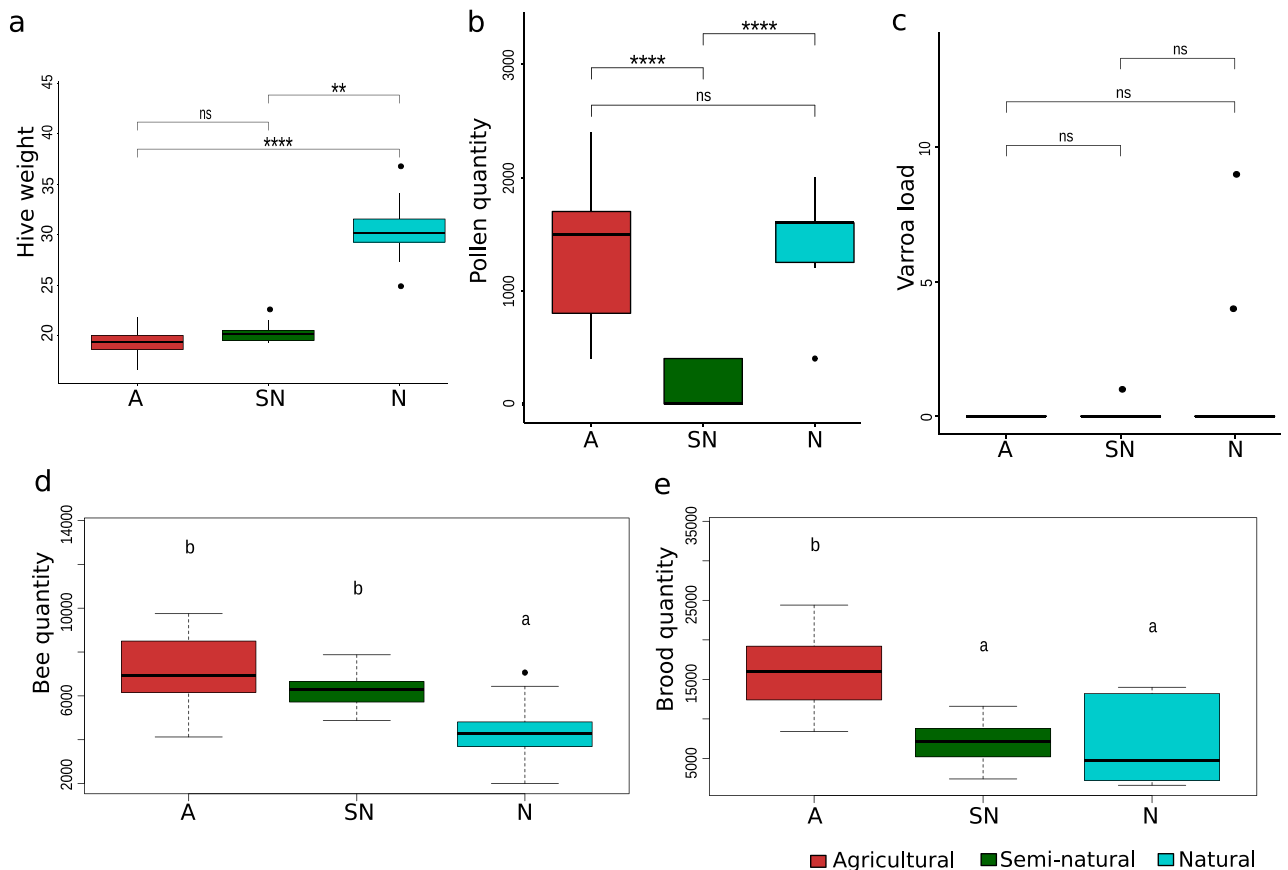 a
Hive weight
45
40
35
30
25
20
ns
**
****
A SN N
b
Pollen quantity
3000
2000
1000
0
****
****
ns
A SN N
c
Varroa load
10
5
0
ns
ns
ns
A SN N
d
Bee quantity
14000
10000
6000
2000
b
b
a
A SN N
e
Brood quantity
35000
25000
15000
5000
b
a
a
A SN N
Agricultural Semi-natural Natural